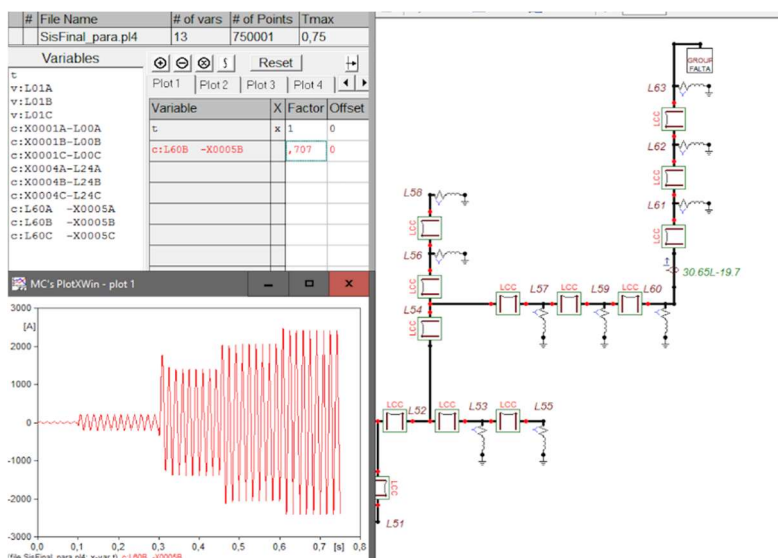 # File Name # of vars # of Points Tmax
SisFinal_para.pl4 13 750001 0,75
Variables
t
v:L01A
v:L01B
v:L01C
c:X0001A-L00A
c:X0001B-L00B
c:X0001C-L00C
c:X0004A-L24A
c:X0004B-L24B
c:X0004C-L24C
c:L60A -X0005A
c:L60B -X0005B
c:L60C -X0005C
Reset
Plot 1 Plot 2 Plot 3 Plot 4
Variable X Factor Offset
t x 1 0
c:L60B -X0005B ,707 0
MC's PlotXWin - plot 1
3000
[A]
2000
1000
0
-1000
-2000
-3000
0,0 0,1 0,2 0,3 0,4 0,5 0,6 0,7 [s] 0,8
(file SisFinal_para.pl4; x-var t) c:L60B -X0005B
GROUP
FALTA
L63
LCC
L62
LCC
L61
LCC
30.65L-19.7
L58
LCC
L56
LCC
L54
LCC
LCC L57 LCC L59 LCC L60
LCC L52 LCC L53 LCC L55
LCC
L51